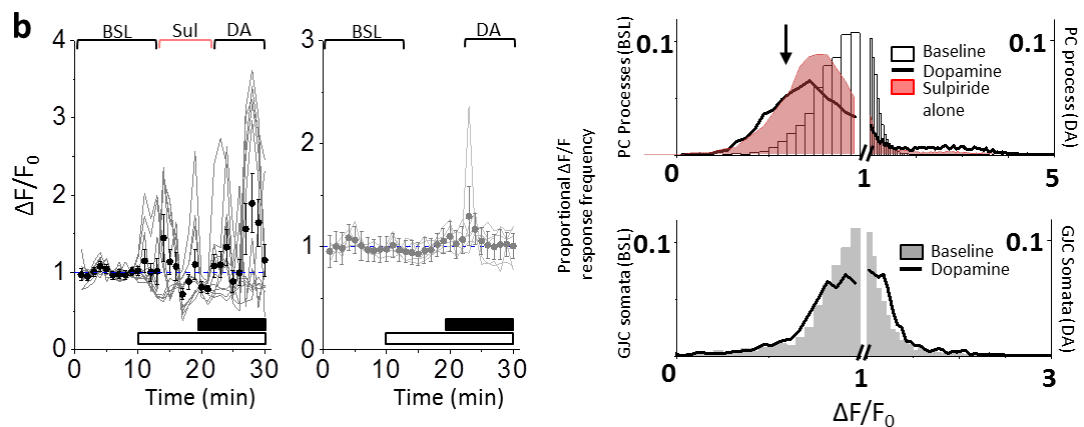 b
BSL Sul DA
4
3
2
1
0
ΔF/F0
0 10 20 30
Time (min)
BSL DA
3
2
1
0
0 10 20 30
Time (min)
Proportional ΔF/F
response frequency
PC Processes (BSL)
0.1
0.1
PC process
(DA)
Baseline
Dopamine
Sulpiride
alone
0 1 5
GJC somata (BSL)
0.1
0.1
GJC Somata (DA)
Baseline
Dopamine
0 1 3
ΔF/F0